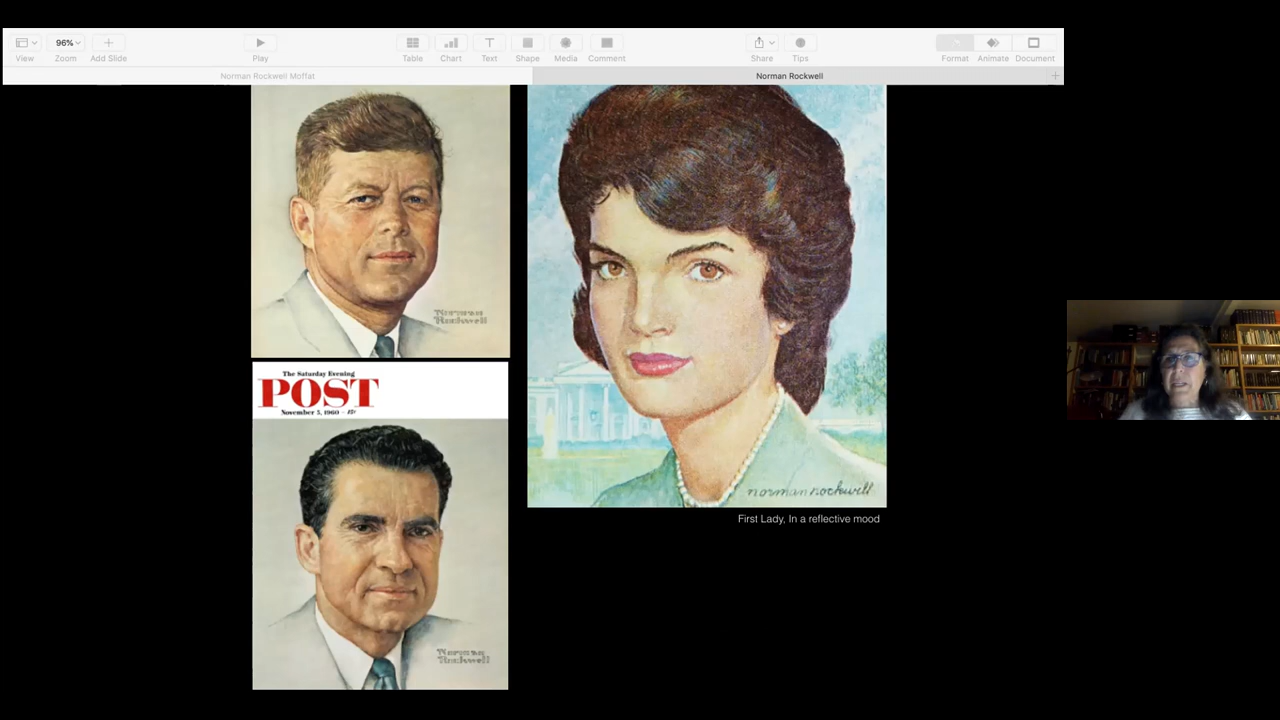 View
96%
Zoom
Add Slide
Play
Table
Chart
Text
Shape
Media
Comment
Share
Tips
Format
Animate
Document
Norman Rockwell Moffat
Norman Rockwell
Norman
Rockwell
The Saturday Evening
POST
November 5, 1960 – 15¢
Norman
Rockwell
norman rockwell
First Lady, In a reflective mood